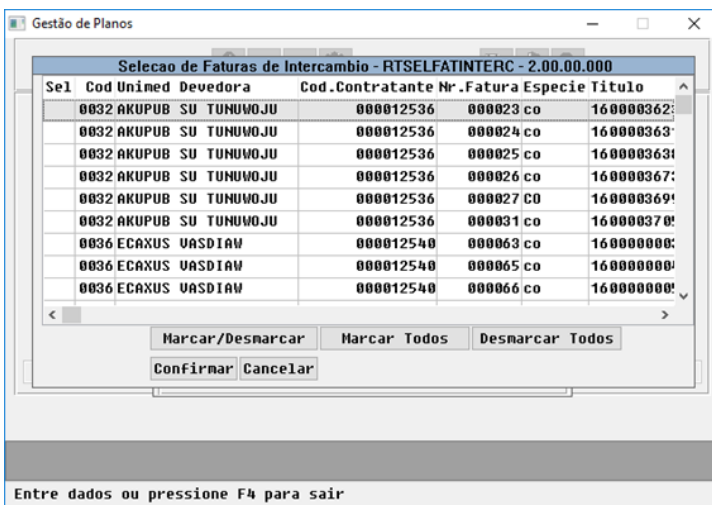 Gestão de Planos
Selecao de Faturas de Intercambio - RTSELFATINTERC - 2.00.00.000
Sel Cod Unimed Devedora Cod.Contratante Nr.Fatura Especie Titulo
0032 AKUPUB SU TUNUWOJU 000012536 000023 co
0032 AKUPUB SU TUNUWOJU 000012536 000024 co
0032 AKUPUB SU TUNUWOJU 000012536 000025 co
0032 AKUPUB SU TUNUWOJU 000012536 000026 co
0032 AKUPUB SU TUNUWOJU 000012536 000027 CO
0032 AKUPUB SU TUNUWOJU 000012536 000031 co
0036 ECAXUS VASDIAW 000012540 000063 co
0036 ECAXUS VASDIAW 000012540 000065 co
0036 ECAXUS VASDIAW 000012540 000066 co
Marcar/Desmarcar Marcar Todos Desmarcar Todos
Confirmar Cancelar
Entre dados ou pressione F4 para sair